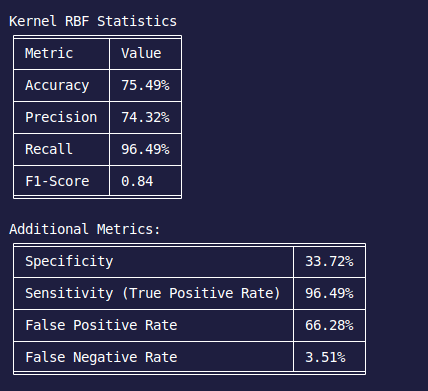 Kernel RBF Statistics
Metric Value
Accuracy 75.49%
Precision 74.32%
Recall 96.49%
F1-Score 0.84
Additional Metrics:
Specificity 33.72%
Sensitivity (True Positive Rate) 96.49%
False Positive Rate 66.28%
False Negative Rate 3.51%